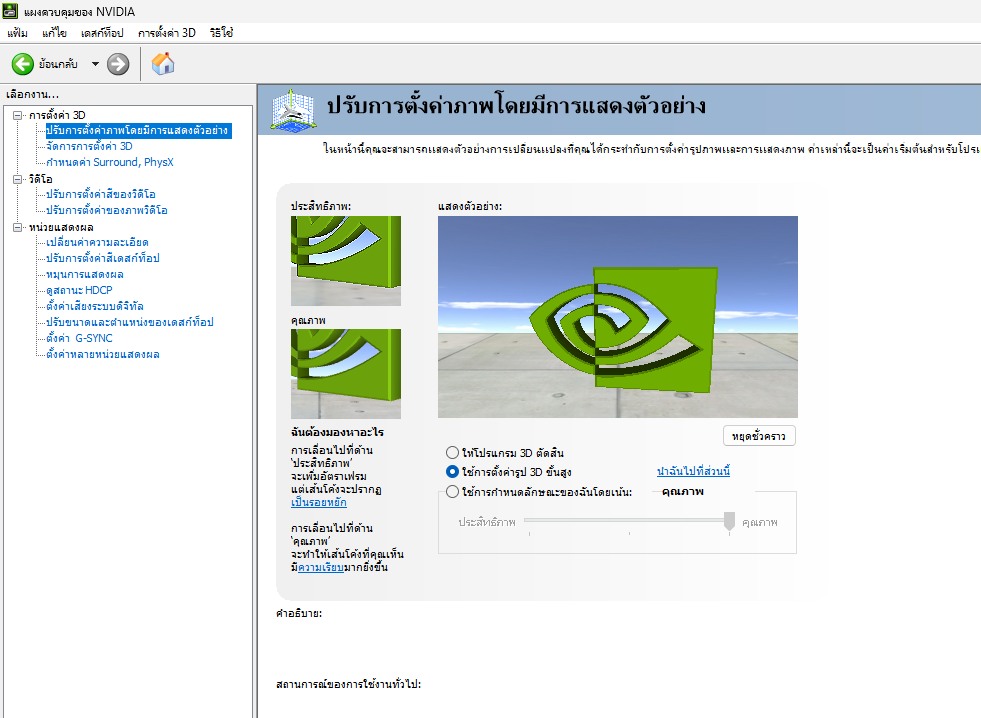 แผงควบคุมของ NVIDIA
แฟ้ม แก้ไข เดสก์ท็อป การตั้งค่า 3D วิธีใช้
ย้อนกลับ
เลือกงาน...
การตั้งค่า 3D
ปรับการตั้งค่าภาพโดยมีการแสดงตัวอย่าง
จัดการการตั้งค่า 3D
กำหนดค่า Surround, PhysX
วิดีโอ
ปรับการตั้งค่าสีของวิดีโอ
ปรับการตั้งค่าของภาพวิดีโอ
หน่วยแสดงผล
เปลี่ยนค่าความละเอียด
ปรับการตั้งค่าสีเดสก์ท็อป
หมุนการแสดงผล
ดูสถานะ HDCP
ตั้งค่าเสียงระบบดิจิทัล
ปรับขนาดและตำแหน่งของเดสก์ท็อป
ตั้งค่า G-SYNC
ตั้งค่าหลายหน่วยแสดงผล
ปรับการตั้งค่าภาพโดยมีการแสดงตัวอย่าง
ในหน้านี้คุณจะสามารถแสดงตัวอย่างการเปลี่ยนแปลงที่คุณได้กระทำกับการตั้งค่ารูปภาพและการแสดงภาพ ค่าเหล่านี้จะเป็นค่าเริ่มต้นสำหรับโปรเ
ประสิทธิภาพ:
คุณภาพ
ฉันต้องมองหาอะไร
การเลื่อนไปที่ด้าน
'ประสิทธิภาพ'
จะเพิ่มอัตราเฟรม
แต่เส้นโค้งจะปรากฏ
เป็นรอยหยัก
การเลื่อนไปที่ด้าน
'คุณภาพ'
จะทำให้เส้นโค้งที่คุณเห็น
มีความเรียบมากยิ่งขึ้น
แสดงตัวอย่าง:
หยุดชั่วคราว
ให้โปรแกรม 3D ตัดสิน
ใช้การตั้งค่ารูป 3D ขั้นสูง นำฉันไปที่ส่วนนี้
ใช้การกำหนดลักษณะของฉันโดยเน้น: คุณภาพ
ประสิทธิภาพ คุณภาพ
คำอธิบาย:
สถานการณ์ของการใช้งานทั่วไป: